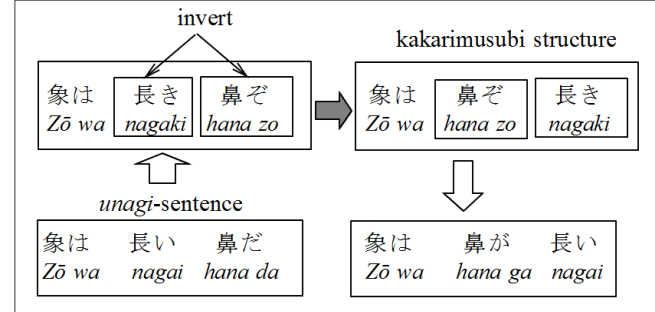 invert
kakarimusubi structure
象は 長き 鼻ぞ
Zō wa nagaki hana zo
象は 鼻ぞ 長き
Zō wa hana zo nagaki
unagi-sentence
象は 長い 鼻だ
Zō wa nagai hana da
象は 鼻が 長い
Zō wa hana ga nagai